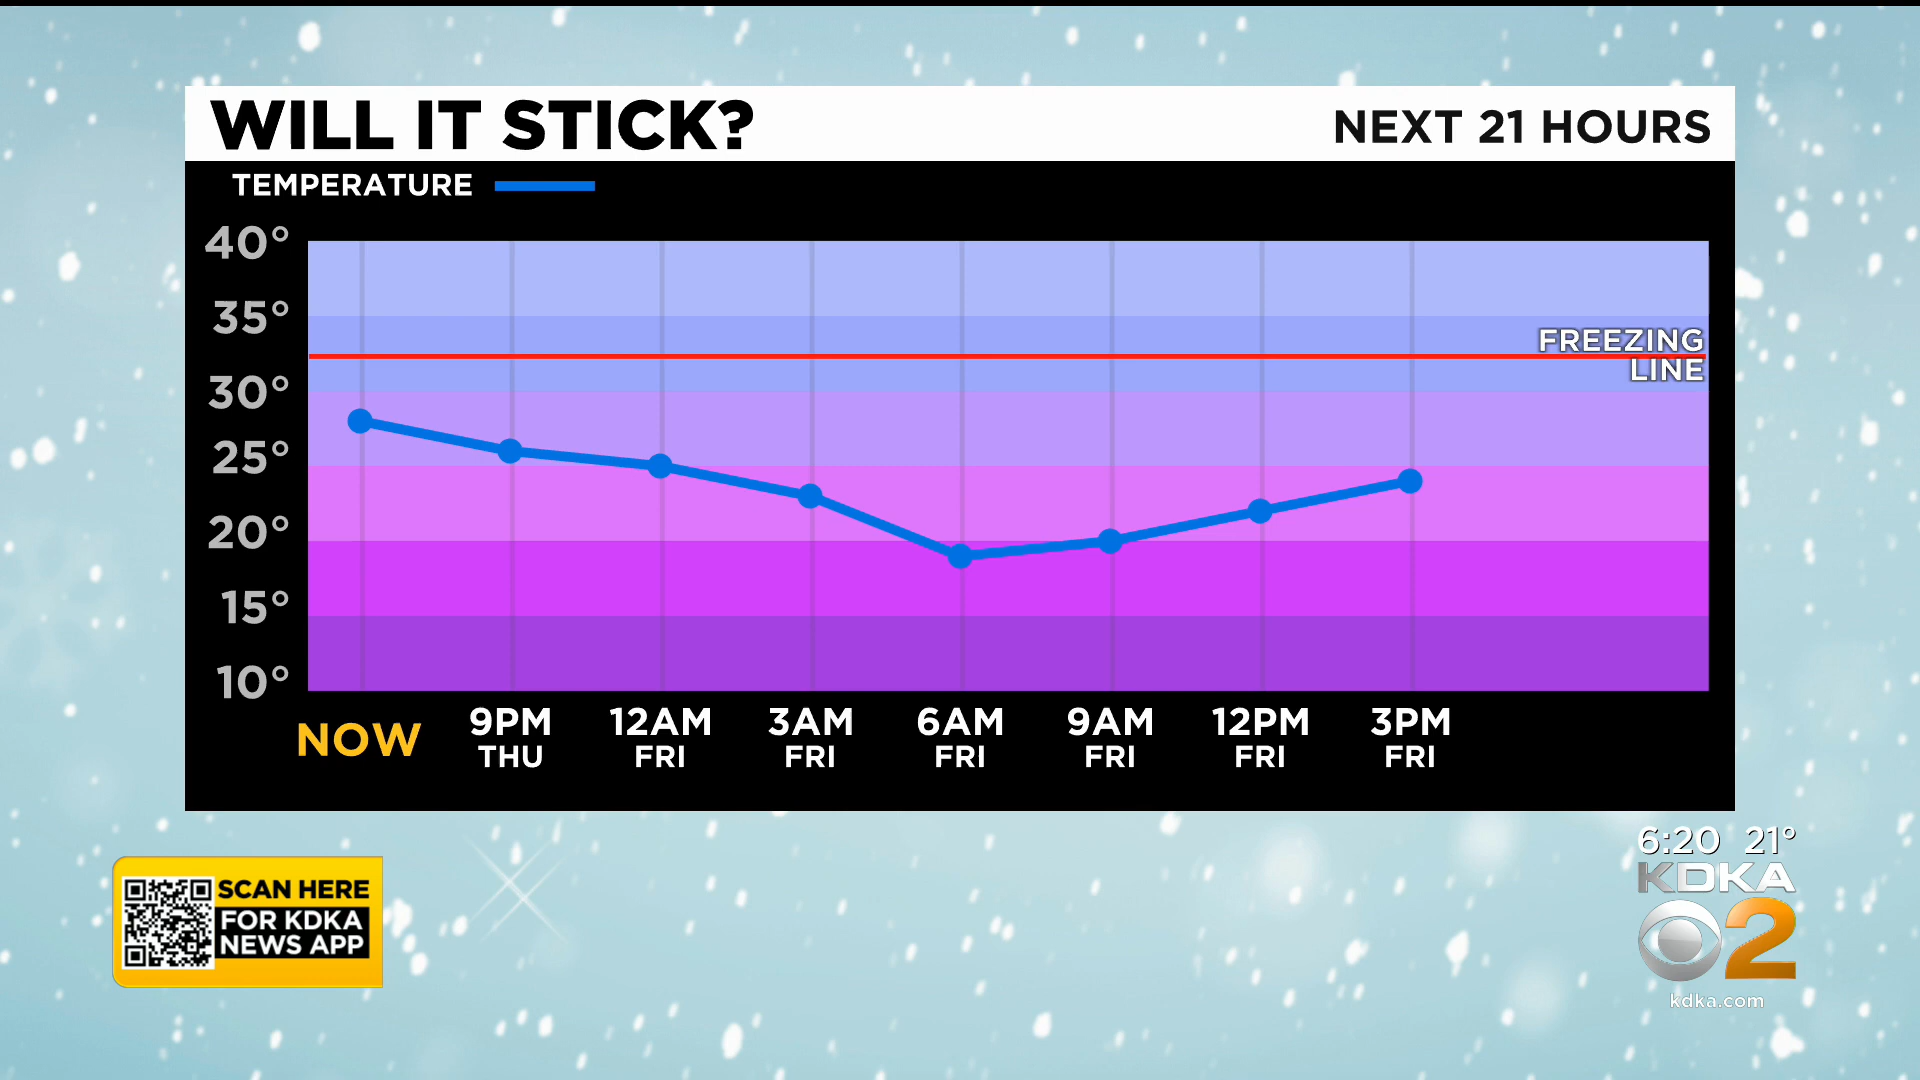 WILL IT STICK?
NEXT 21 HOURS
TEMPERATURE
40°
35°
30°
25°
20°
15°
10°
FREEZING
LINE
NOW
9PM
THU
12AM
FRI
3AM
FRI
6AM
FRI
9AM
FRI
12PM
FRI
3PM
FRI
SCAN HERE
FOR KDKA
NEWS APP
6:20 21°
KDKA
2
kdka.com